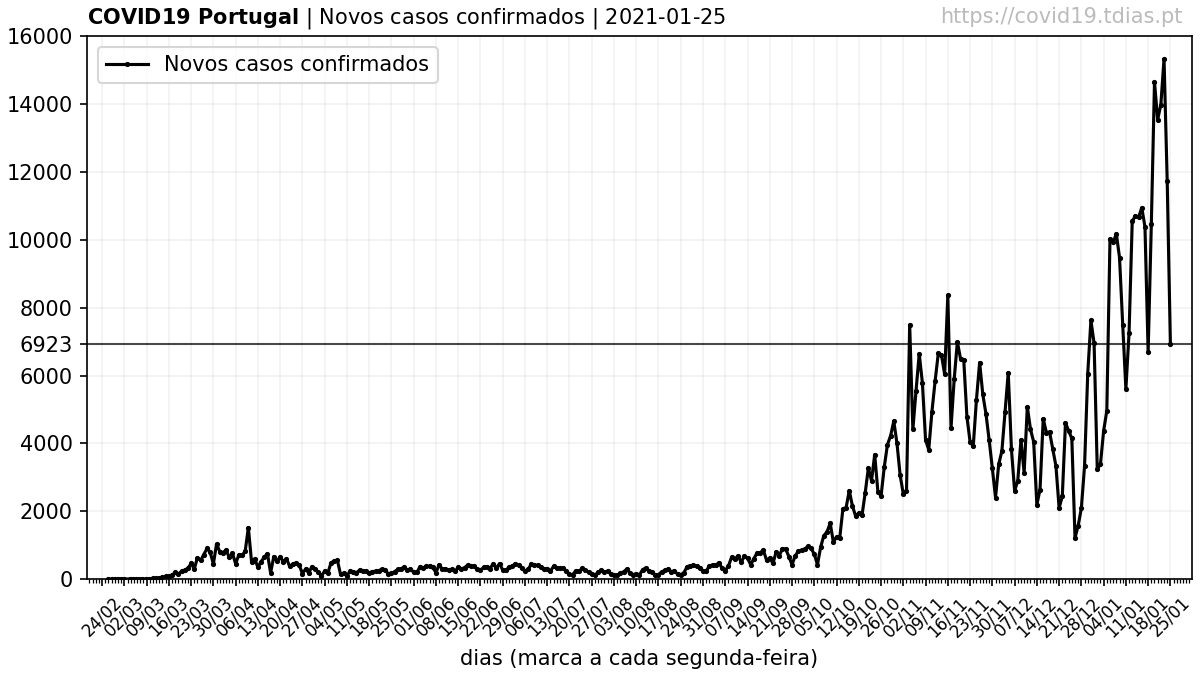 COVID19 Portugal | Novos casos confirmados | 2021-01-25
https://covid19.tdias.pt
Novos casos confirmados
16000
14000
12000
10000
8000
6923
6000
4000
2000
0
24/02 02/03 09/03 16/03 23/03 30/03 06/04 13/04 20/04 27/04 04/05 11/05 18/05 25/05 01/06 08/06 15/06 22/06 29/06 06/07 13/07 20/07 27/07 03/08 10/08 17/08 24/08 31/08 07/09 14/09 21/09 28/09 05/10 12/10 19/10 26/10 02/11 09/11 16/11 23/11 30/11 07/12 14/12 21/12 28/12 04/01 11/01 18/01 25/01
dias (marca a cada segunda-feira)